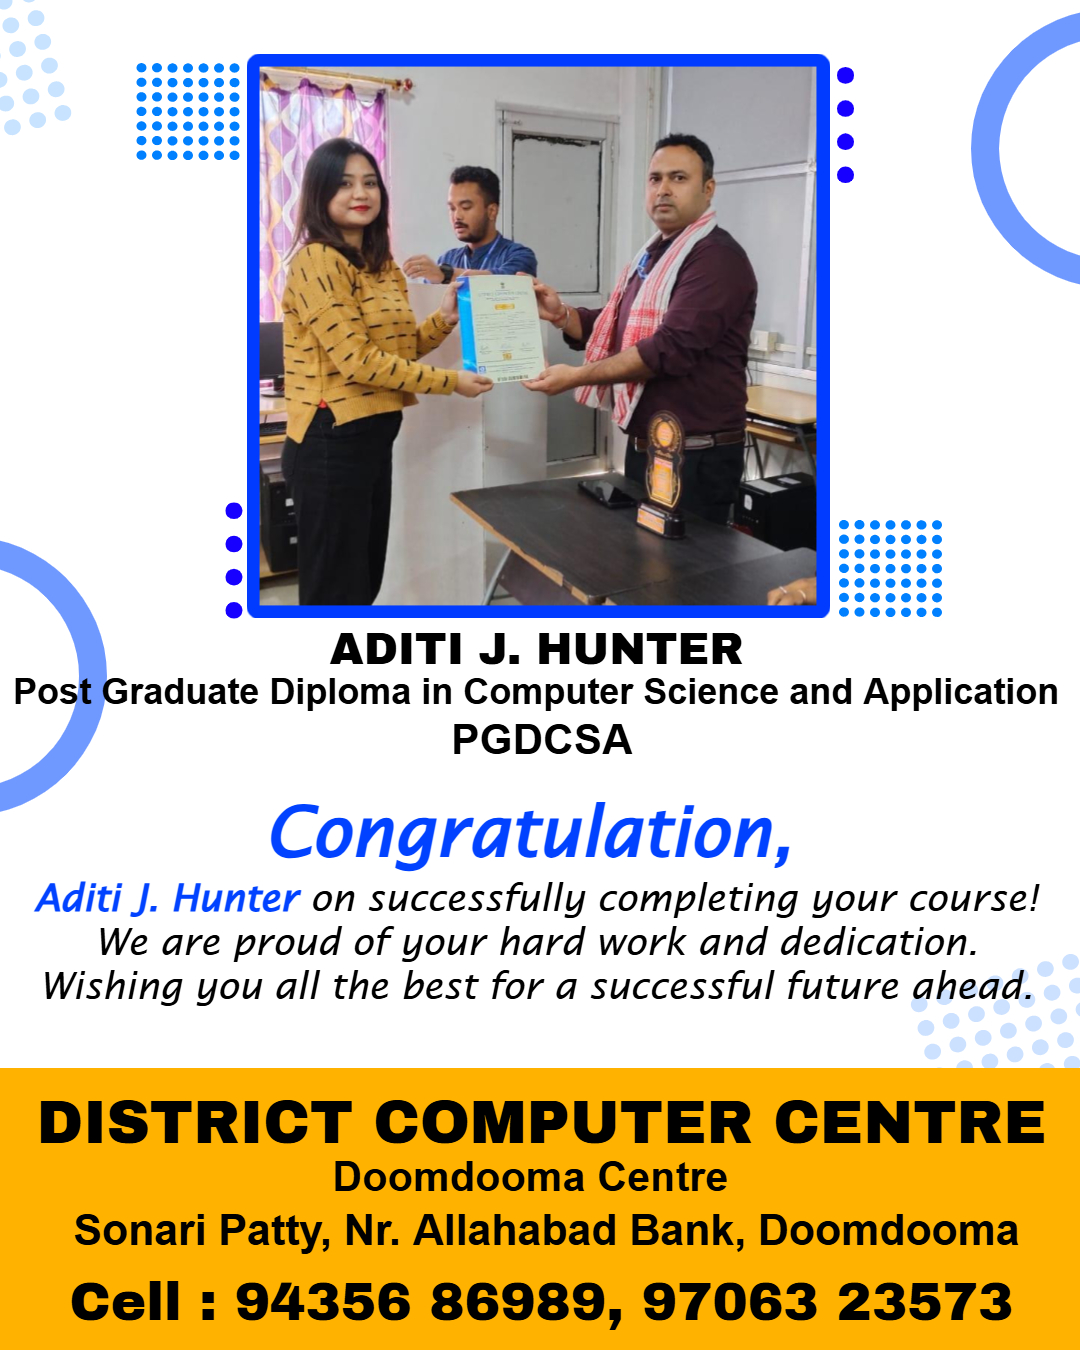 ADITI J. HUNTER
Post Graduate Diploma in Computer Science and Application
PGDCSA
Congratulation,
Aditi J. Hunter on successfully completing your course!
We are proud of your hard work and dedication.
Wishing you all the best for a successful future ahead.
DISTRICT COMPUTER CENTRE
Doomdooma Centre
Sonari Patty, Nr. Allahabad Bank, Doomdooma
Cell : 94356 86989, 97063 23573